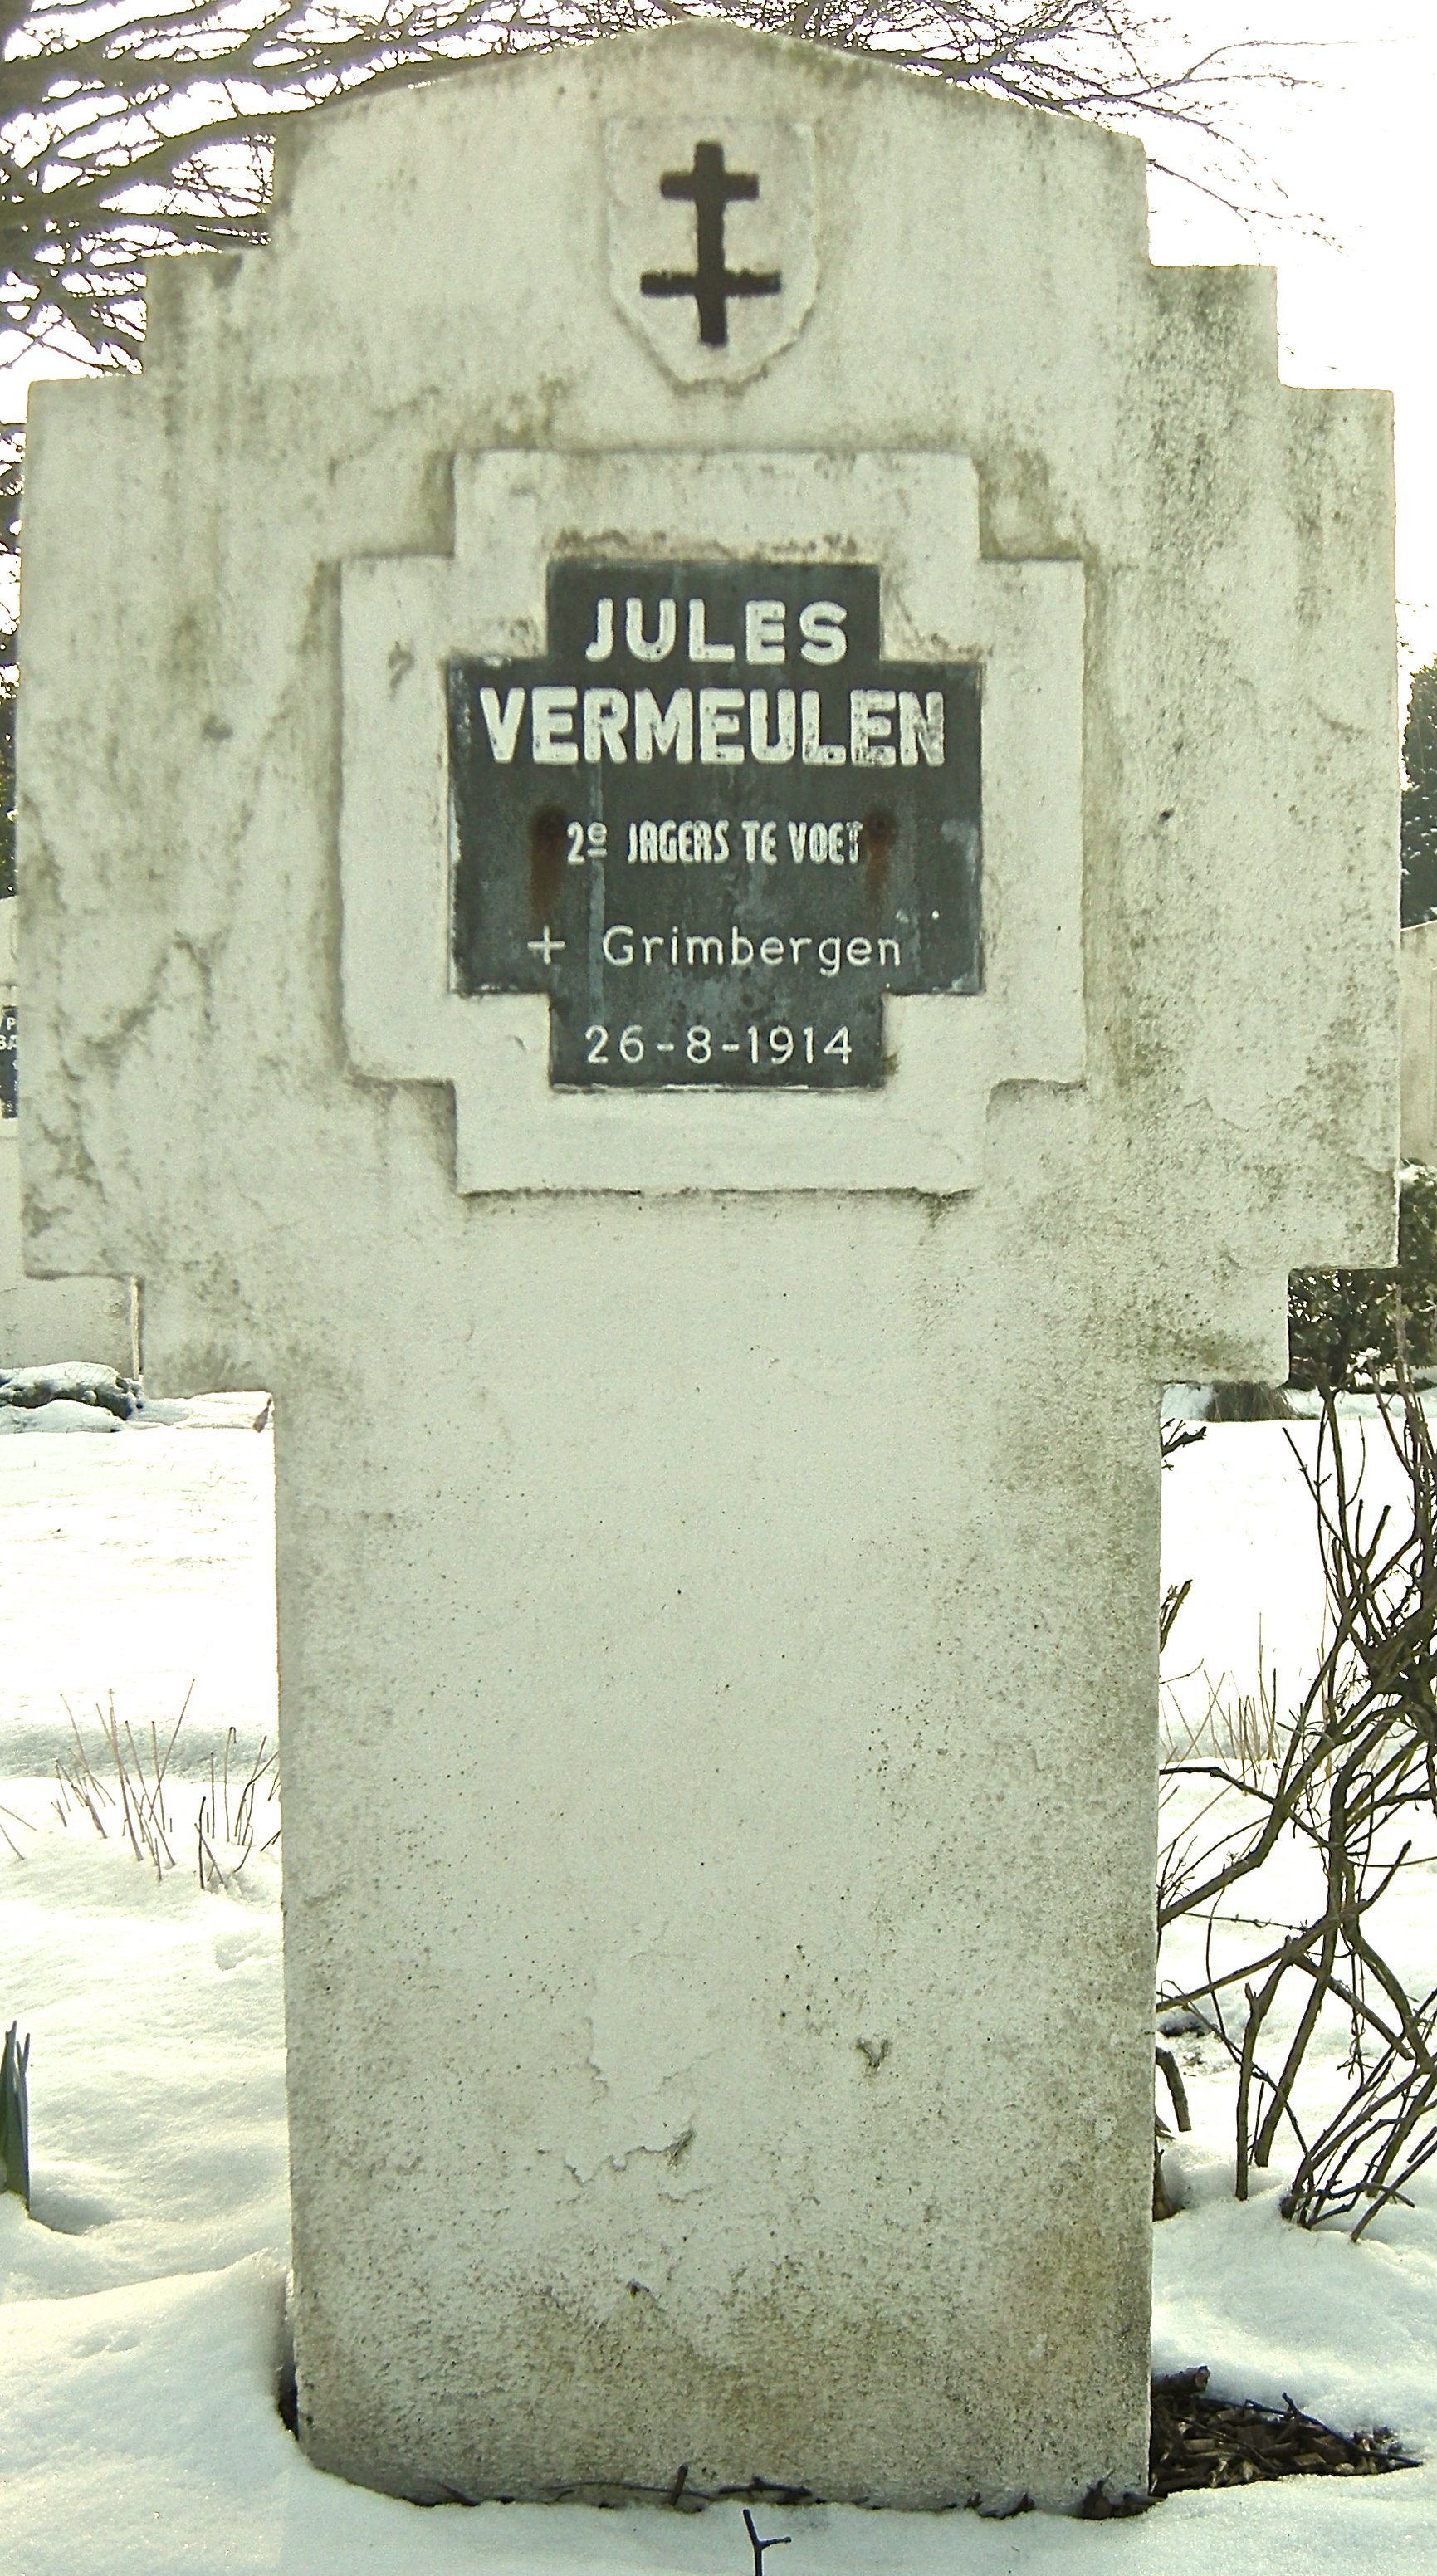 JULES
VERMEULEN
2e JAGERS TE VOET
+ Grimbergen
26-8-1914